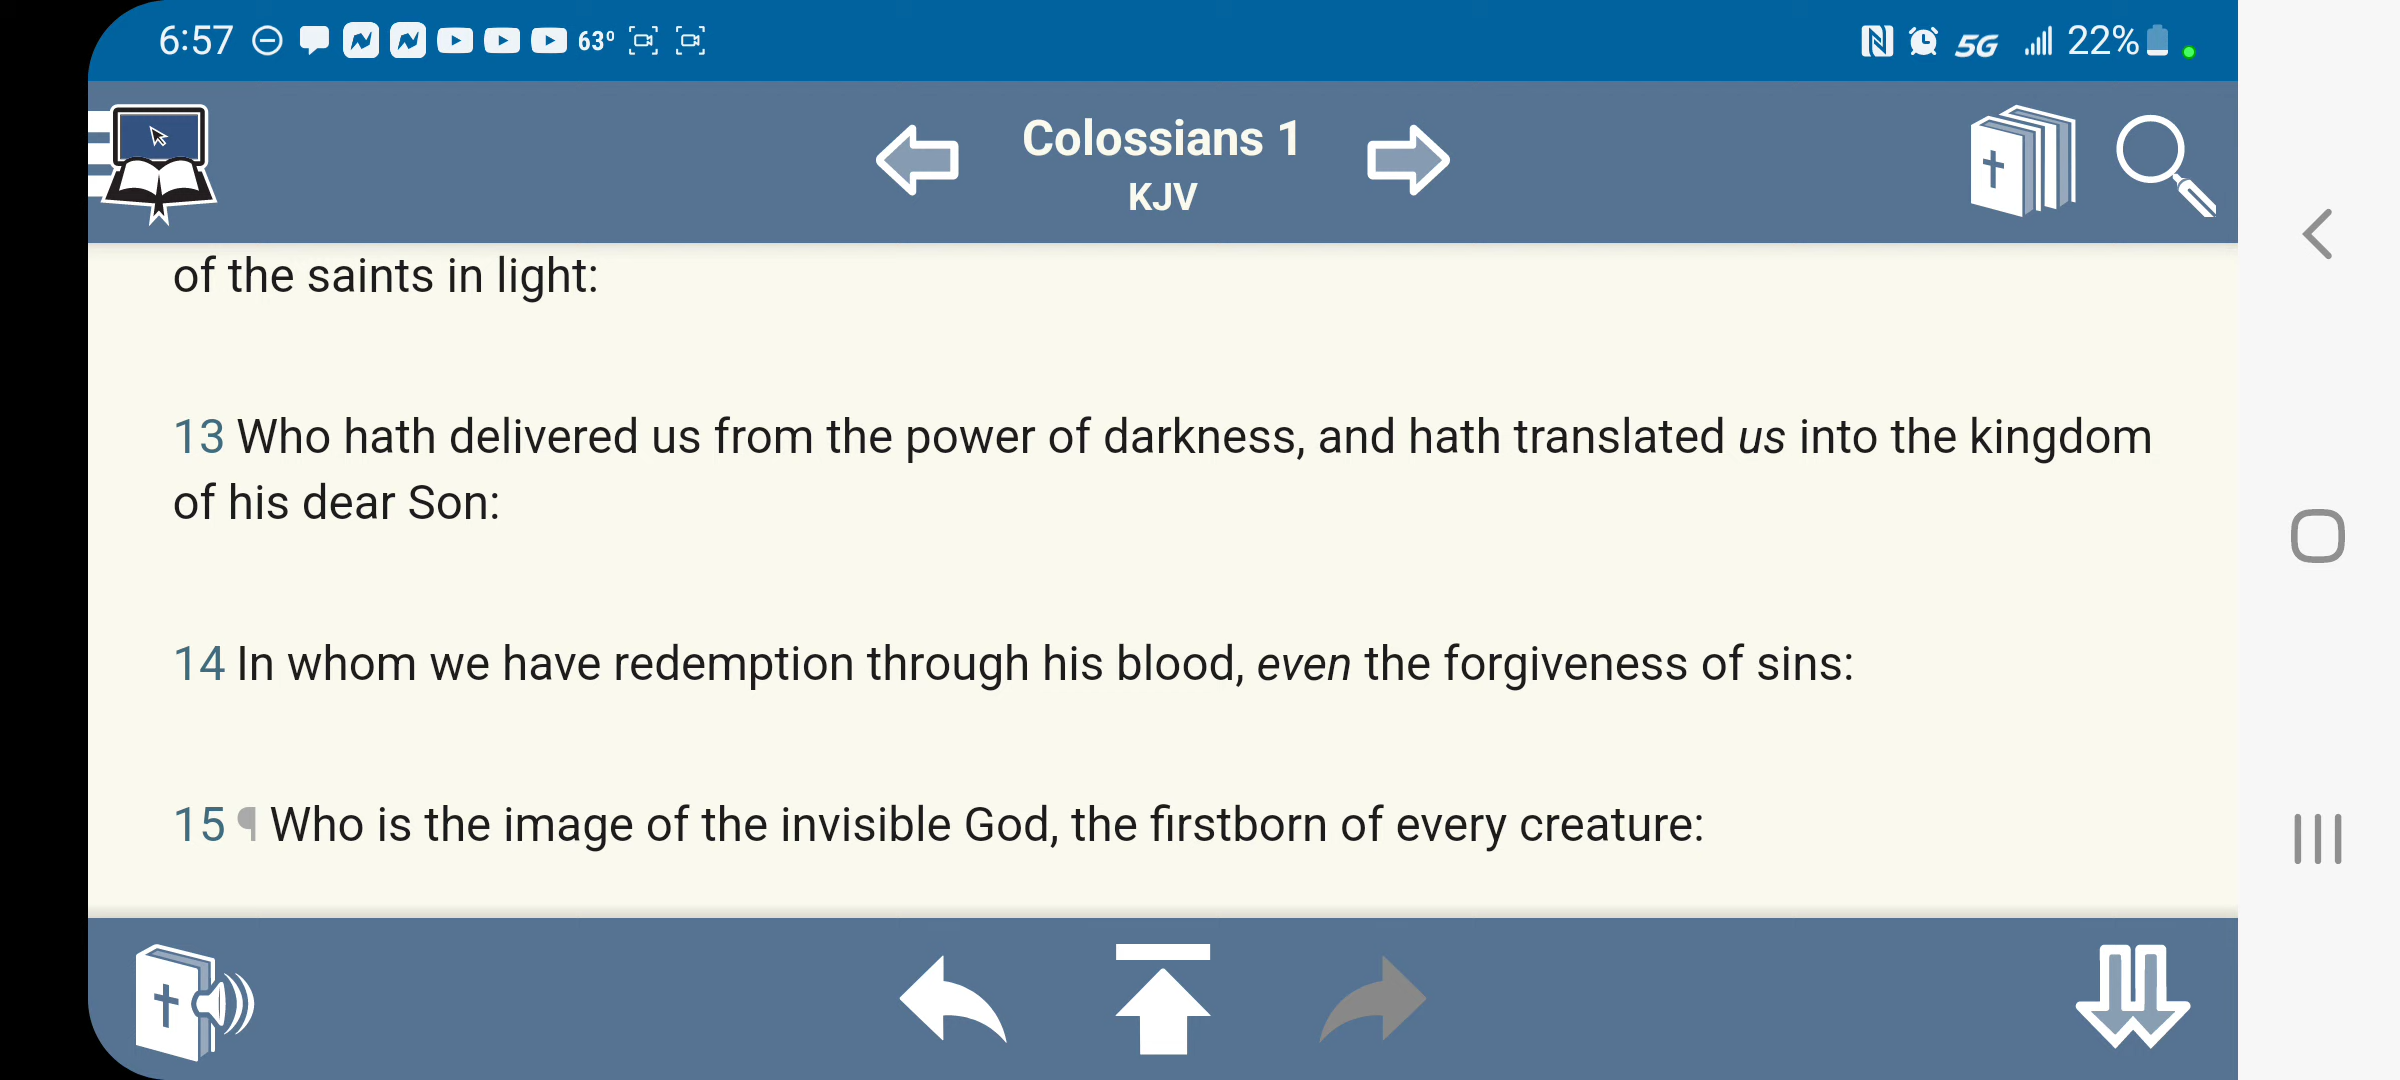 6:57 63° 5G 22%
Colossians 1
KJV
of the saints in light:
13 Who hath delivered us from the power of darkness, and hath translated us into the kingdom
of his dear Son:
14 In whom we have redemption through his blood, even the forgiveness of sins:
15 ¶ Who is the image of the invisible God, the firstborn of every creature: